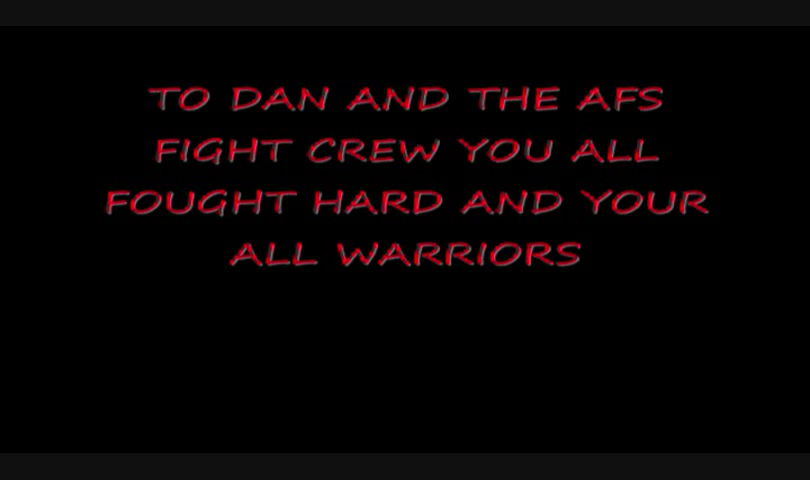 TO DAN AND THE AFS
FIGHT CREW YOU ALL
FOUGHT HARD AND YOUR
ALL WARRIORS